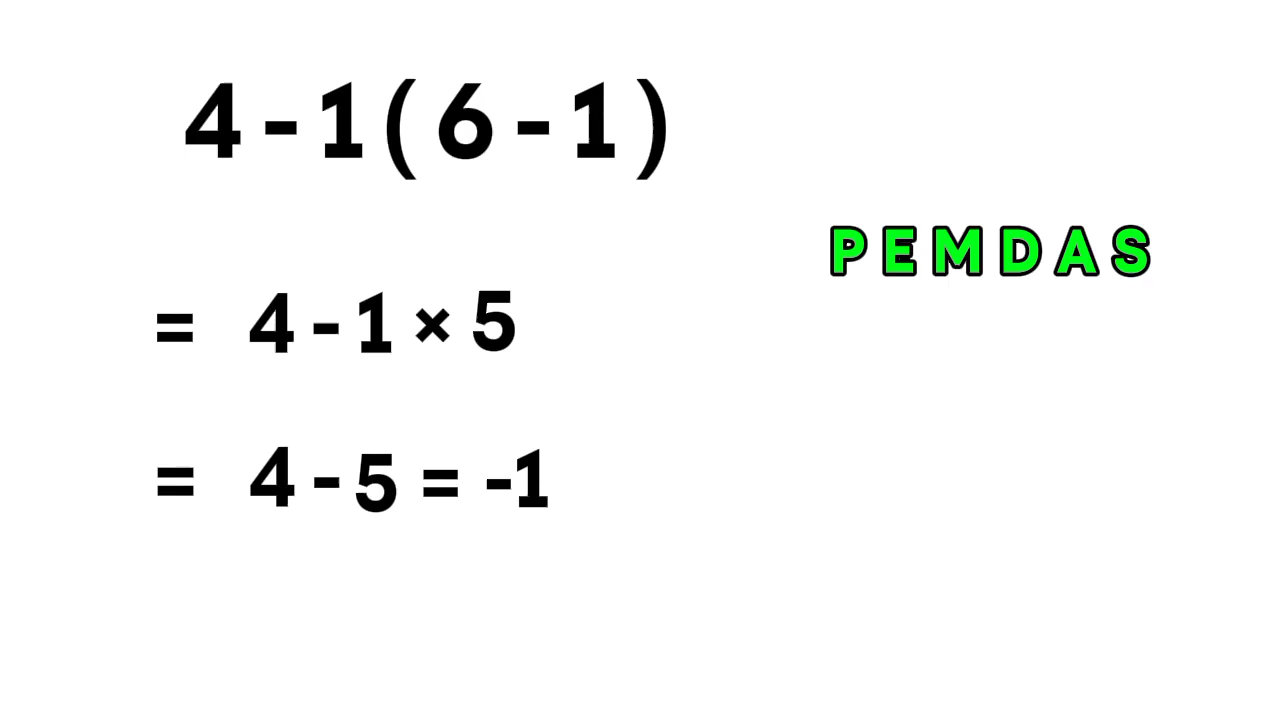 4-1(6-1)
PEMDAS
= 4-1×5
= 4-5 = -1